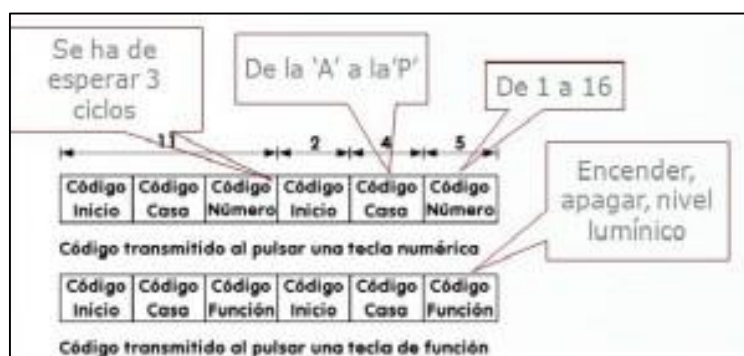 Se ha de
esperar 3
ciclos
De la 'A' a la'P'
De 1 a 16
Encender,
apagar, nivel
lumínico
11 2 4 5
Código Código Código Código Código Código
Inicio Casa Número Inicio Casa Número
Código transmitido al pulsar una tecla numérica
Código Código Código Código Código Código
Inicio Casa Función Inicio Casa Función
Código transmitido al pulsar una tecla de función